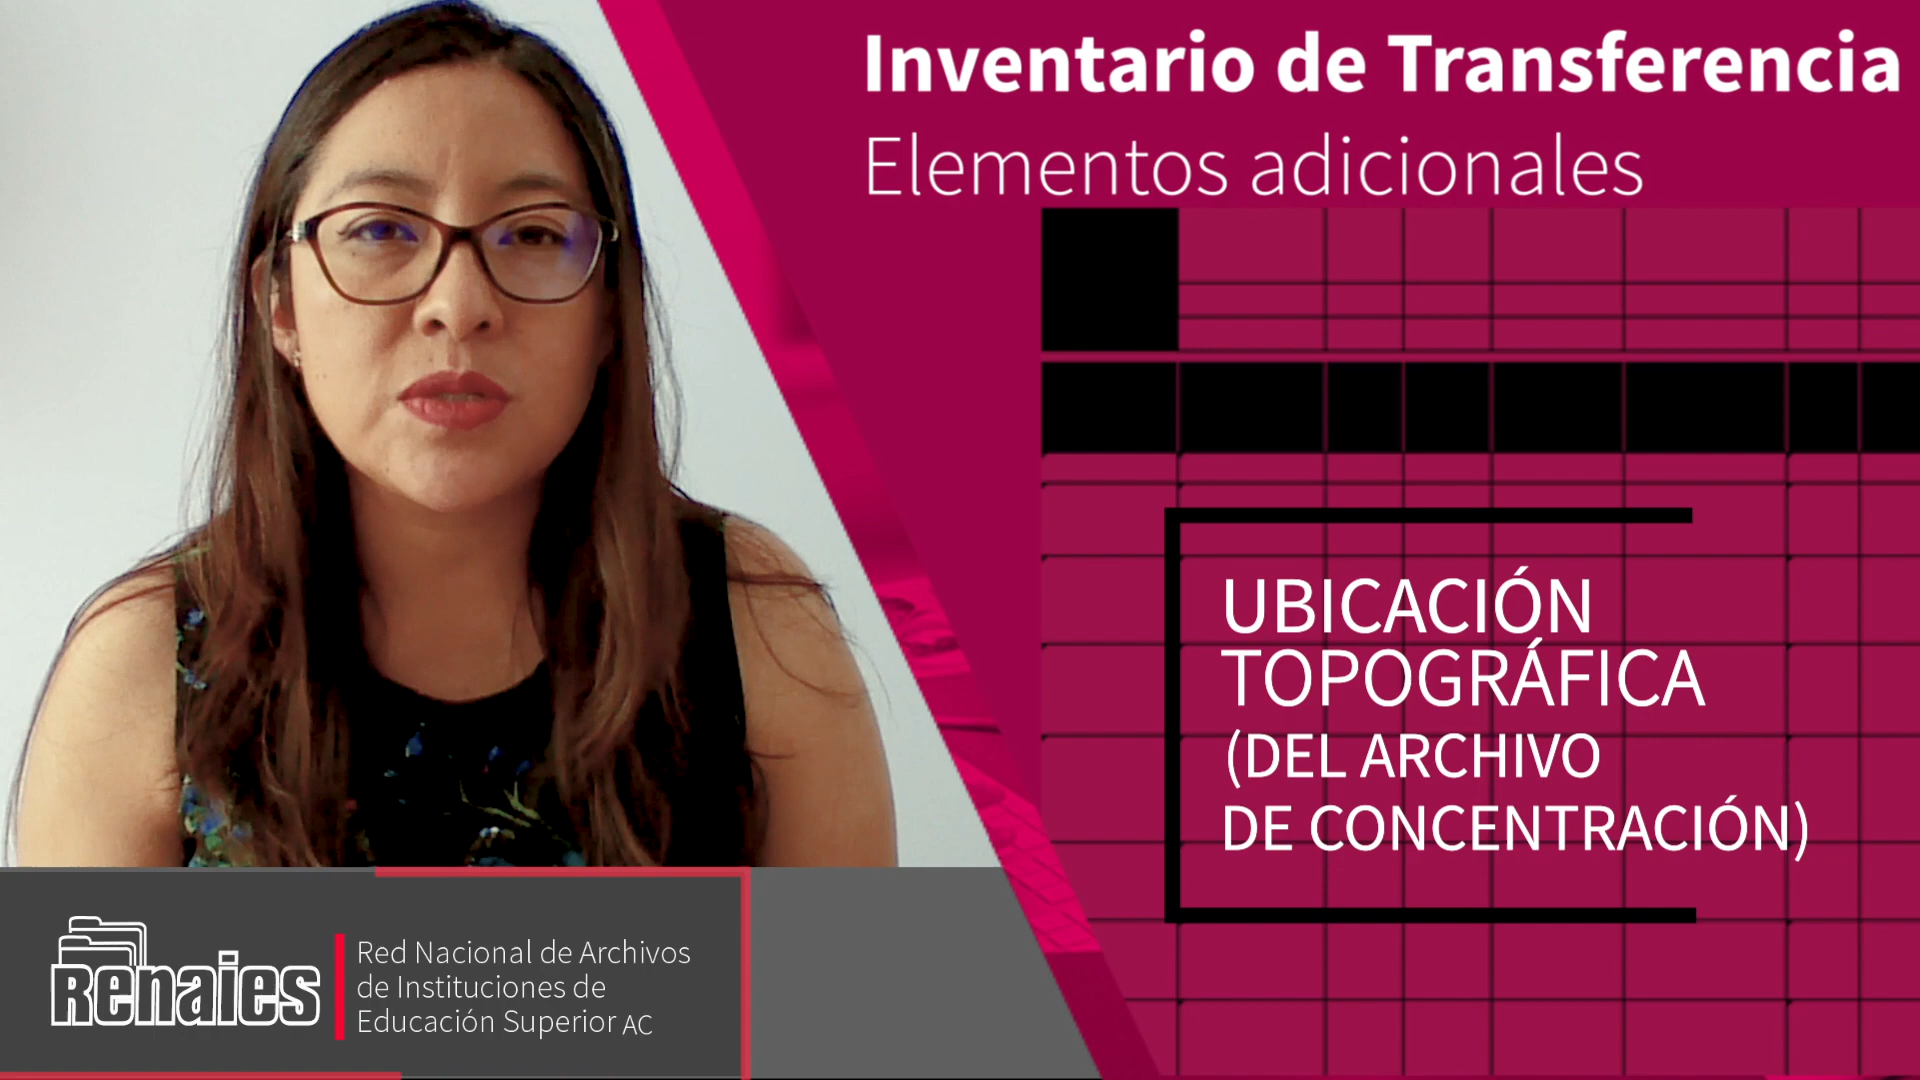 Inventario de Transferencia
Elementos adicionales
UBICACIÓN
TOPOGRÁFICA
(DEL ARCHIVO
DE CONCENTRACIÓN)
Renaies
Red Nacional de Archivos
de Instituciones de
Educación Superior AC